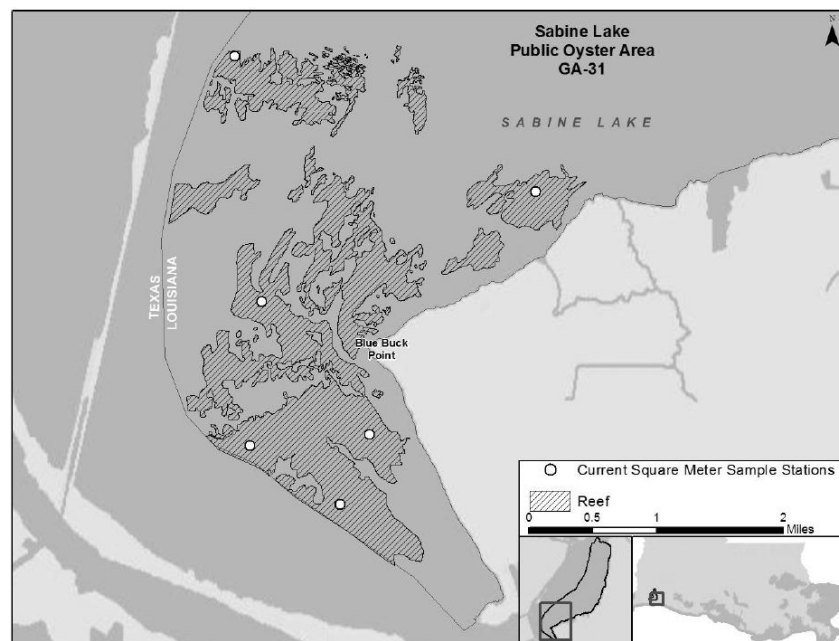 Sabine Lake
Public Oyster Area
GA-31
SABINE LAKE
TEXAS
LOUISIANA
Blue Buck
Point
Current Square Meter Sample Stations
Reef
0 0.5 1 2
Miles